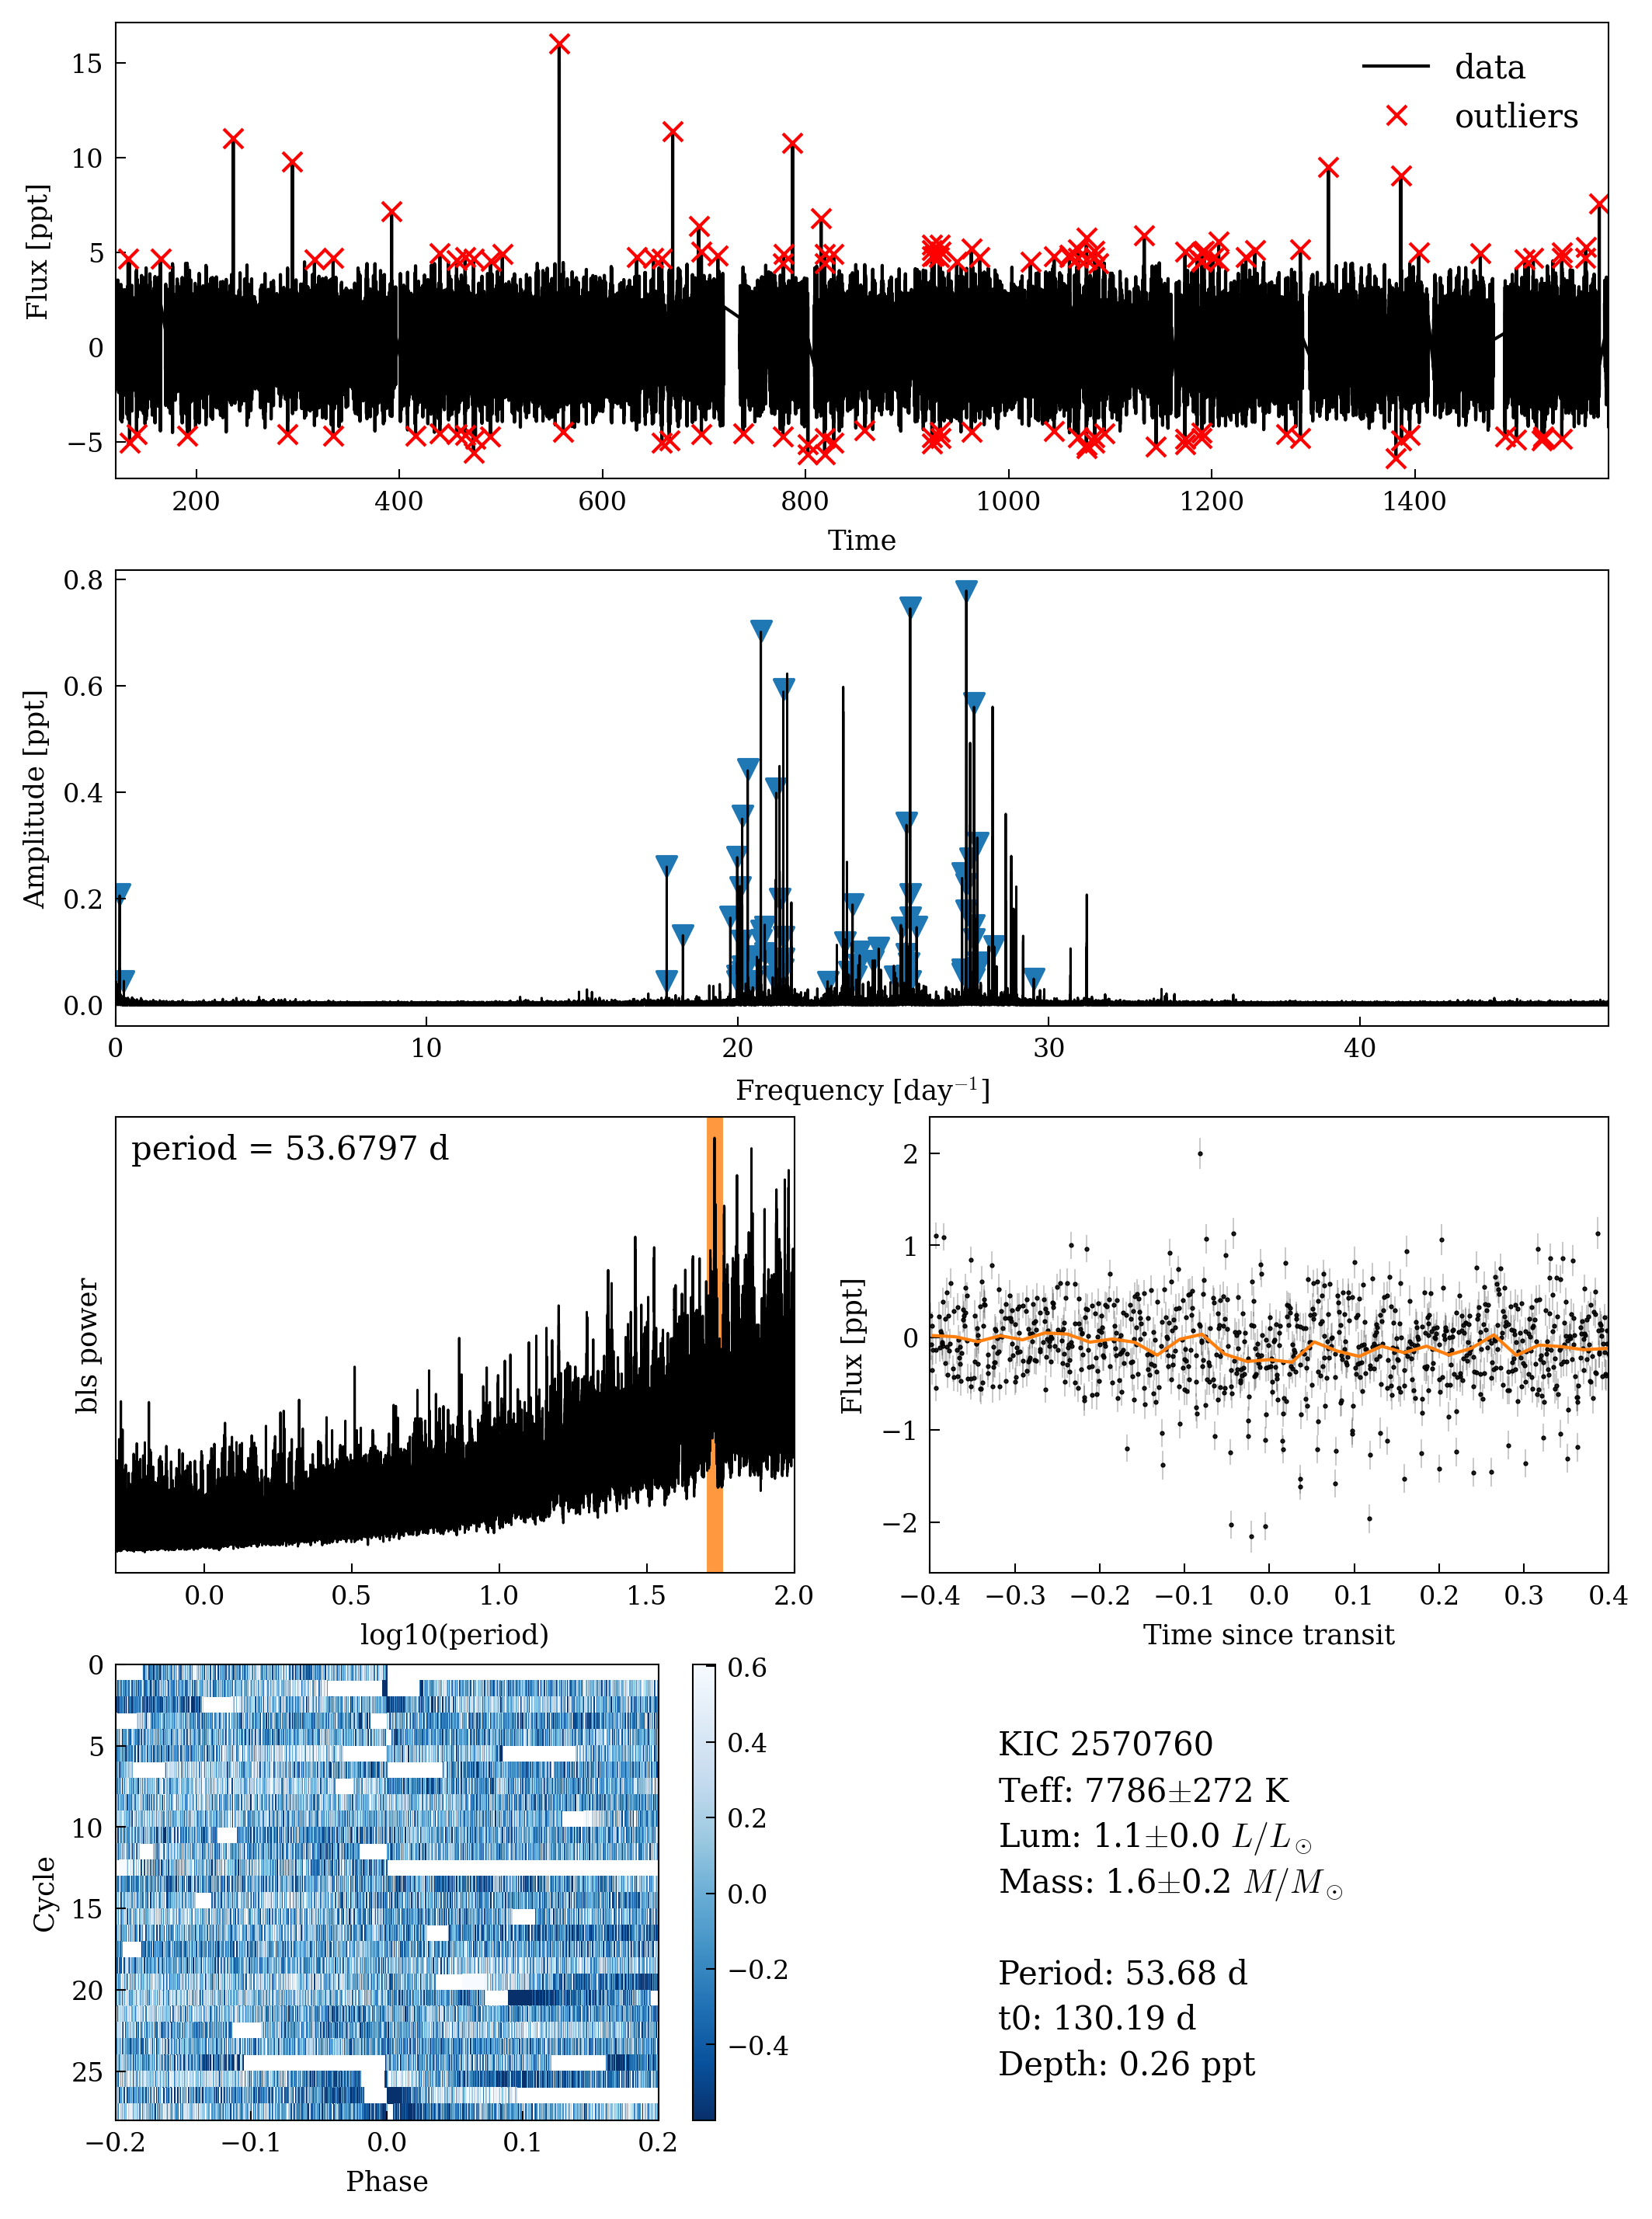 15
10
5
0
−5
Flux [ppt]
data
outliers
200 400 600 800 1000 1200 1400
Time
0.8
0.6
0.4
0.2
0.0
Amplitude [ppt]
0 10 20 30 40
Frequency [day⁻¹]
period = 53.6797 d
bls power
0.0 0.5 1.0 1.5 2.0
log10(period)
2
1
0
−1
−2
Flux [ppt]
−0.4 −0.3 −0.2 −0.1 0.0 0.1 0.2 0.3 0.4
Time since transit
0
5
10
15
20
25
Cycle
−0.2 −0.1 0.0 0.1 0.2
Phase
0.6
0.4
0.2
0.0
−0.2
−0.4
KIC 2570760
Teff: 7786±272 K
Lum: 1.1±0.0 L/L⊙
Mass: 1.6±0.2 M/M⊙
Period: 53.68 d
t0: 130.19 d
Depth: 0.26 ppt